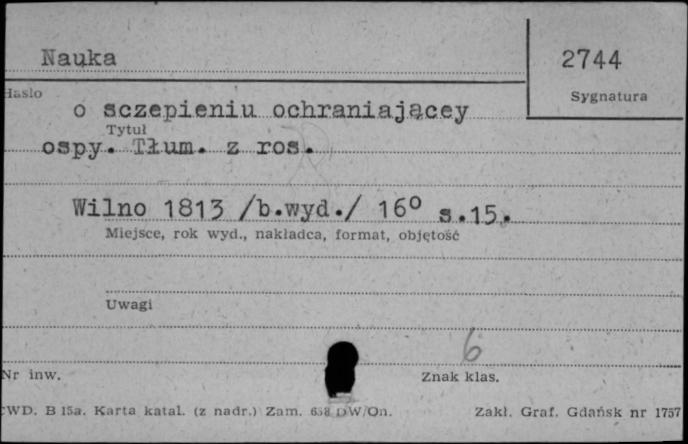 Nauka
2744
Hasło
Sygnatura
o sczepieniu ochraniającey
Tytuł
ospy. Tłum. z ros.
Wilno 1813 /b.wyd./ 16° s.15.
Miejsce, rok wyd., nakładca, format, objętość
Uwagi
6
Nr inw.
Znak klas.
CWD. B 15a. Karta katal. (z nadr.) Zam. 658 DW/On. Zakł. Graf. Gdańsk nr 1757